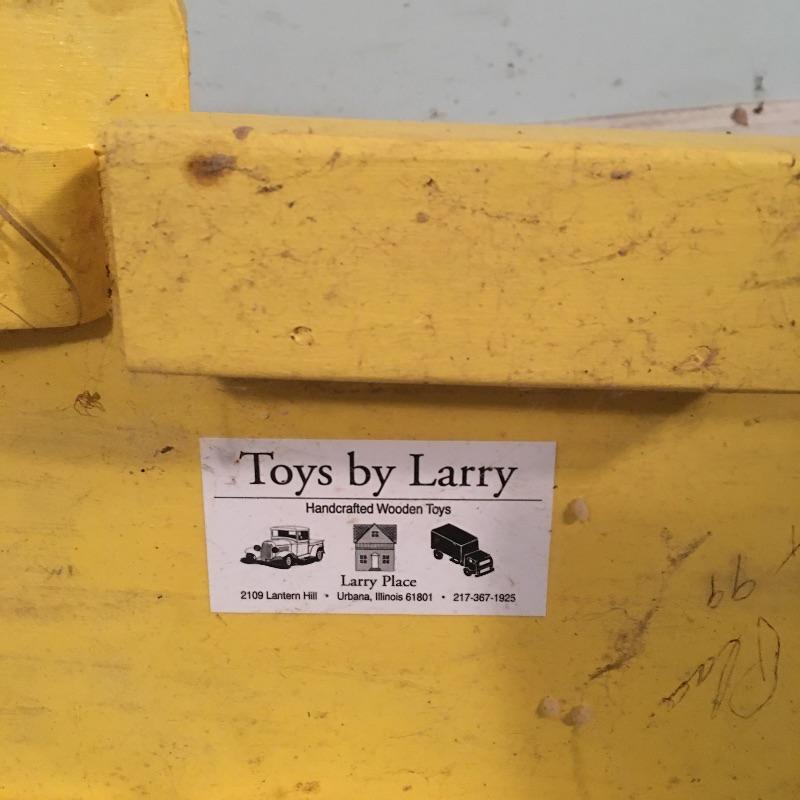 Toys by Larry
Handcrafted Wooden Toys
Larry Place
2109 Lantern Hill • Urbana, Illinois 61801 • 217-367-1925
99